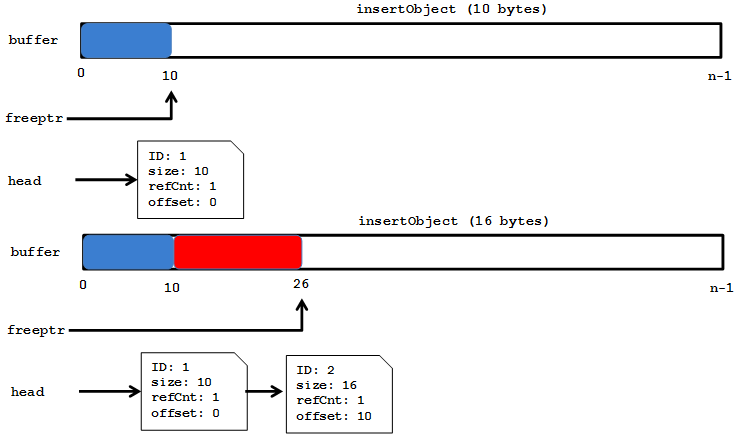 insertObject (10 bytes)
buffer
0 10 n-1
freeptr
head
ID: 1
size: 10
refCnt: 1
offset: 0
insertObject (16 bytes)
buffer
0 10 26 n-1
freeptr
head
ID: 1
size: 10
refCnt: 1
offset: 0
ID: 2
size: 16
refCnt: 1
offset: 10